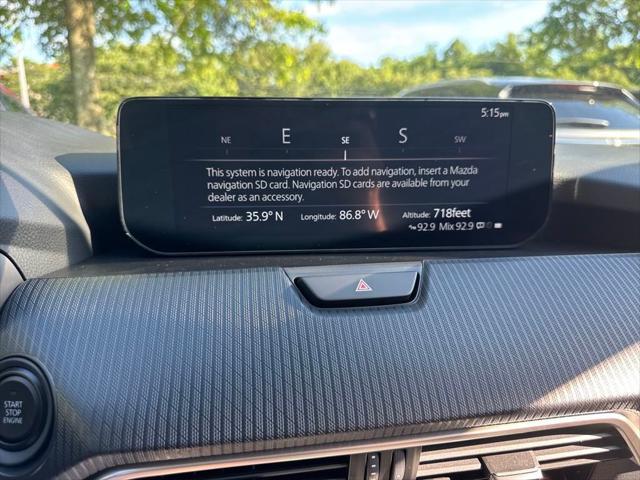 5:15pm
NE E SE S SW
This system is navigation ready. To add navigation, insert a Mazda
navigation SD card. Navigation SD cards are available from your
dealer as an accessory.
Latitude: 35.9° N Longitude: 86.8° W Altitude: 718feet
92.9 Mix 92.9
START
STOP
ENGINE